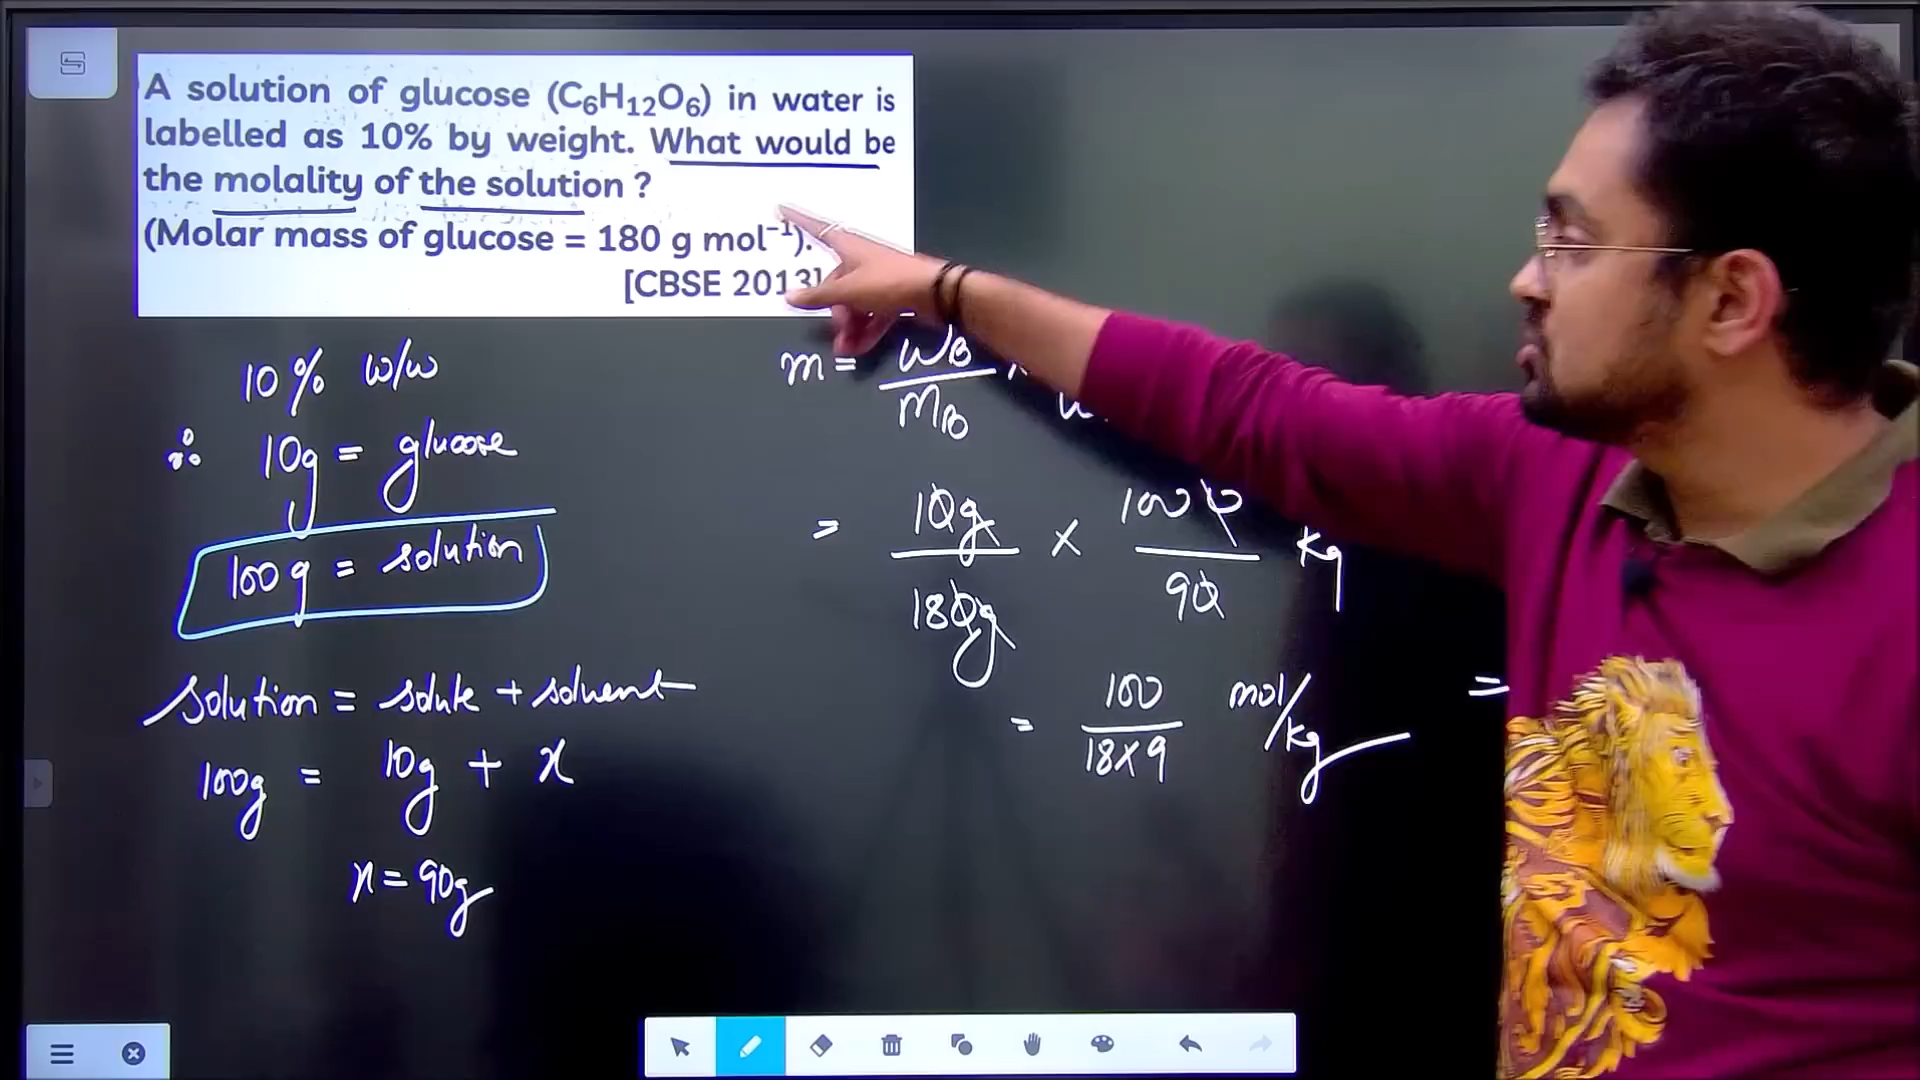 A solution of glucose (C₆H₁₂O₆) in water is
labelled as 10% by weight. What would be
the molality of the solution ?
(Molar mass of glucose = 180 g mol⁻¹).
[CBSE 2013]
10% w/w
∴ 10g = glucose
100g = solution
solution = solute + solvent
100g = 10g + x
x = 90g
m = WB/MB
= 10g/180g × 1000/90 kg
= 100/18×9 mol/kg =